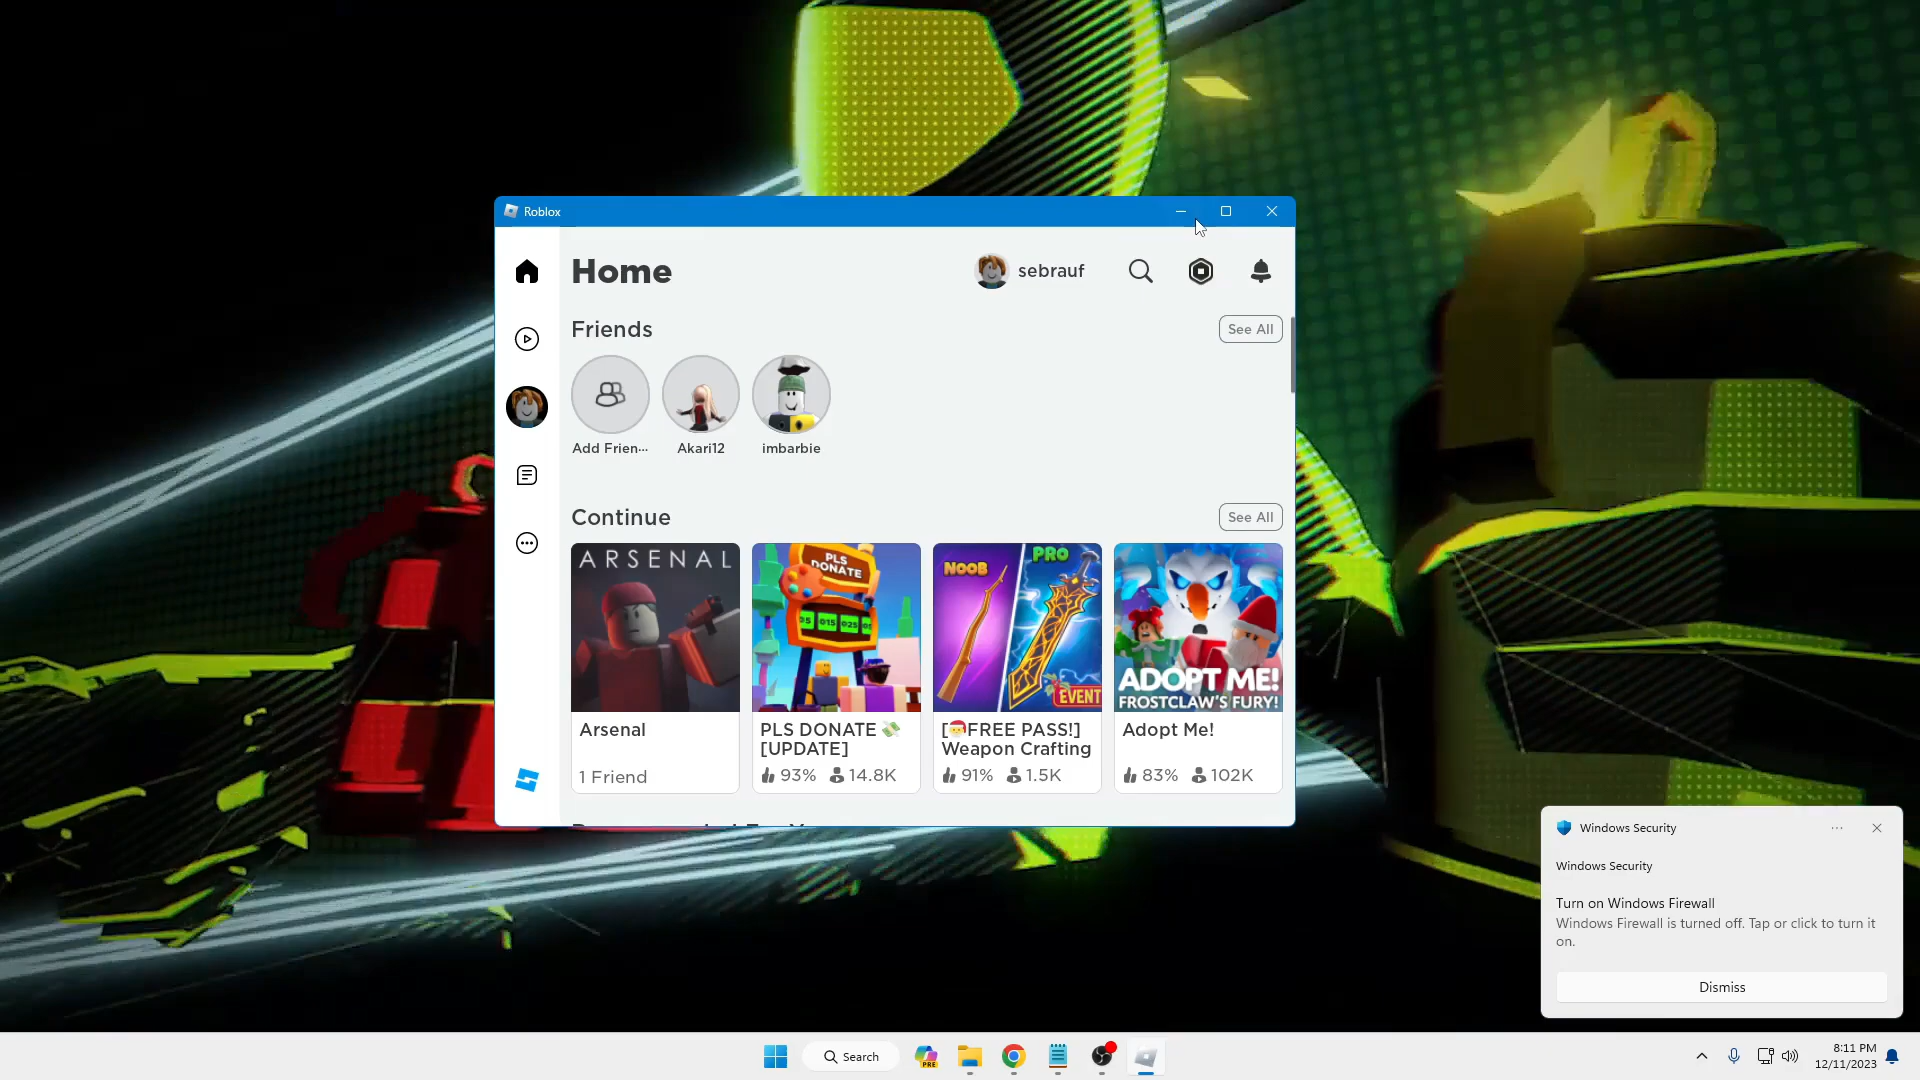 Roblox
Home
sebrauf
Friends
See All
Add Frien...
Akari12
imbarbie
Continue
See All
ARSENAL
PLS
DONATE
NOOB
PRO
EVENT
ADOPT ME!
FROSTCLAW'S FURY!
Arsenal
1 Friend
PLS DONATE 💸
[UPDATE]
93% 14.8K
[🎅FREE PASS!]
Weapon Crafting
91% 1.5K
Adopt Me!
83% 102K
Windows Security
Windows Security
Turn on Windows Firewall
Windows Firewall is turned off. Tap or click to turn it
on.
Dismiss
Search
PRE
8:11 PM
12/11/2023